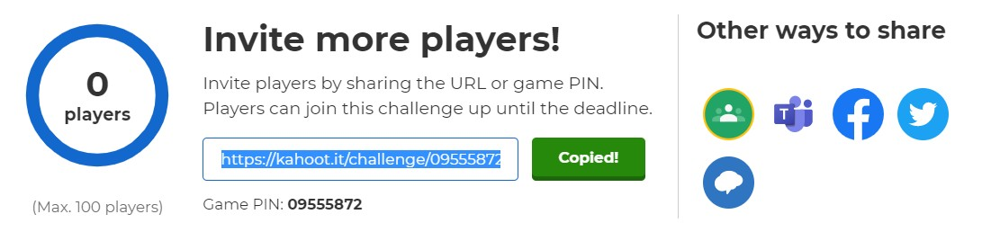 0
players
(Max. 100 players)
Invite more players!
Invite players by sharing the URL or game PIN.
Players can join this challenge up until the deadline.
https://kahoot.it/challenge/09555872
Copied!
Game PIN: 09555872
Other ways to share
T